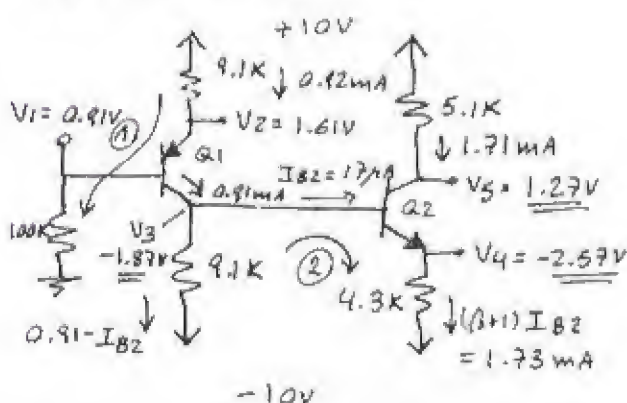 +10V
9.1K
0.92mA
5.1K
V1 = 0.91V
①
V2 = 1.61V
1.71mA
Q1
IB2 = 17μA
0.91mA
V5 = 1.27V
Q2
100K
V3
-1.87V
9.1K
②
V4 = -2.57V
4.3K
0.91-IB2
(β+1) IB2
= 1.73 mA
-10V